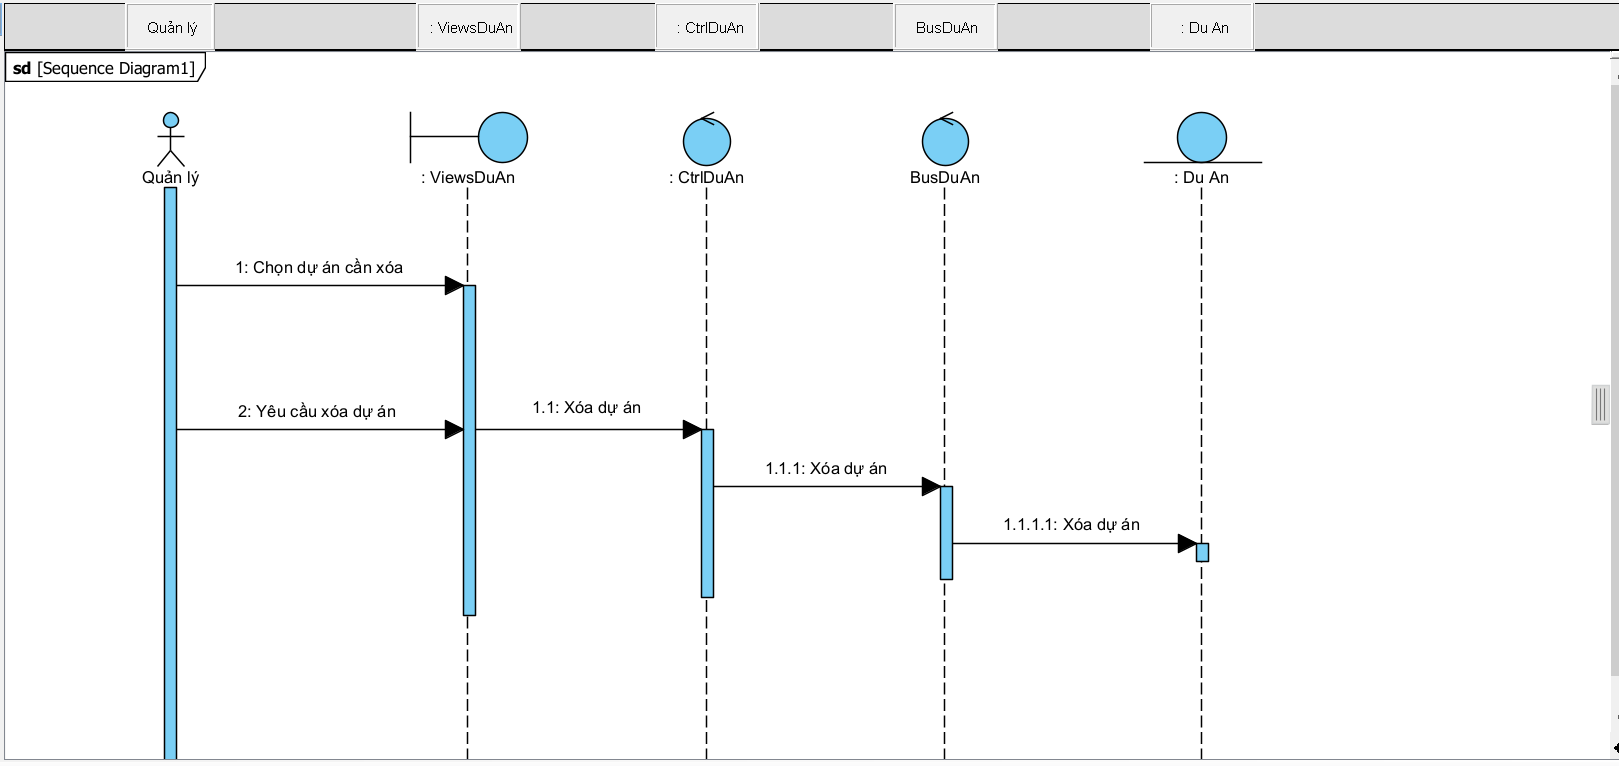 Quản lý
: ViewsDuAn
: CtrlDuAn
BusDuAn
: Du An
sd [Sequence Diagram1]
Quản lý
: ViewsDuAn
: CtrlDuAn
BusDuAn
: Du An
1: Chọn dự án cần xóa
2: Yêu cầu xóa dự án
1.1: Xóa dự án
1.1.1: Xóa dự án
1.1.1.1: Xóa dự án